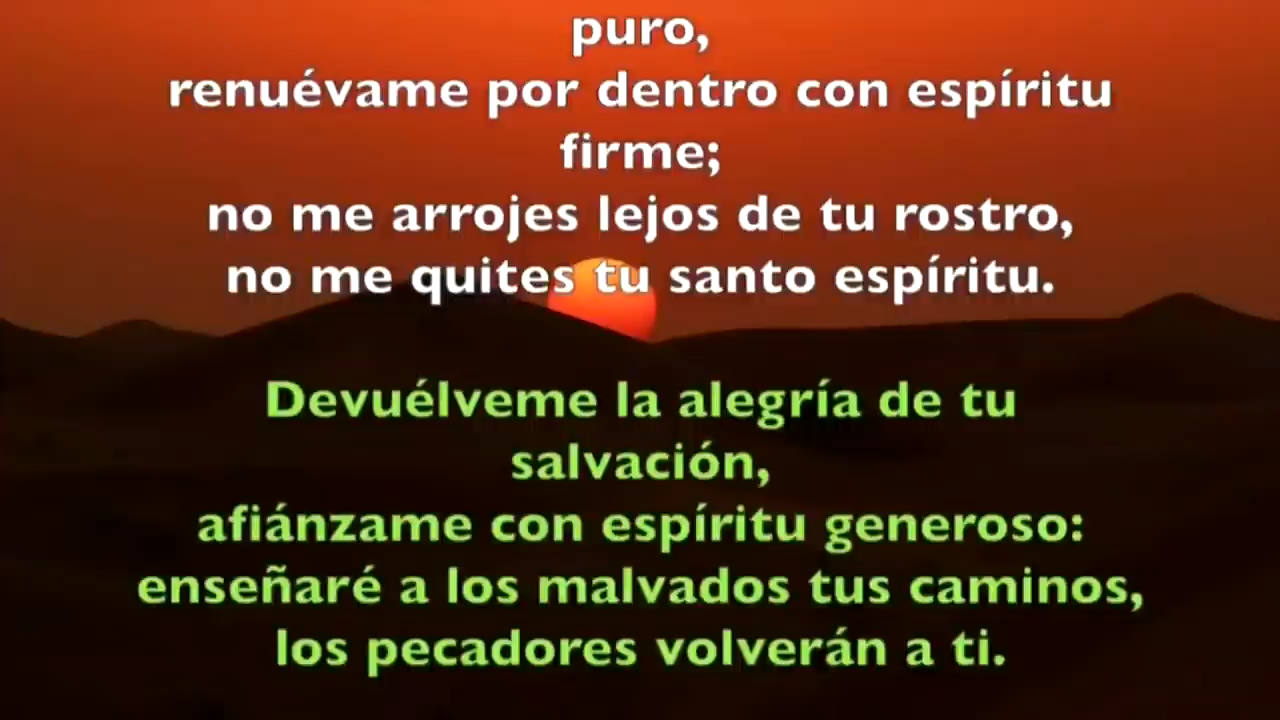 puro,
renuévame por dentro con espíritu
firme;
no me arrojes lejos de tu rostro,
no me quites tu santo espíritu.
Devuélveme la alegría de tu
salvación,
afiánzame con espíritu generoso:
enseñaré a los malvados tus caminos,
los pecadores volverán a ti.